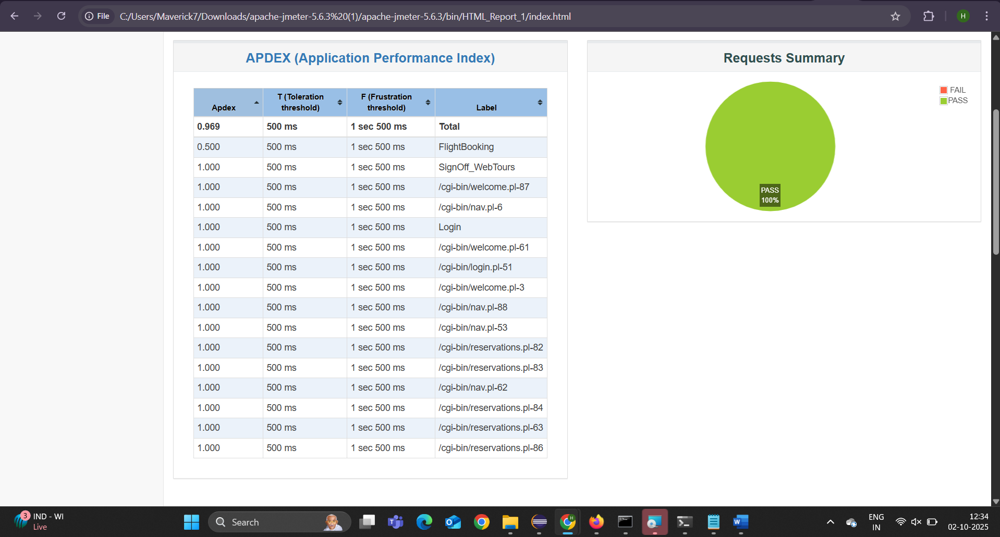 File C:/Users/Maverick7/Downloads/apache-jmeter-5.6.3%20(1)/apache-jmeter-5.6.3/bin/HTML_Report_1/index.html
H
APDEX (Application Performance Index)
Apdex T (Toleration threshold) F (Frustration threshold) Label
0.969 500 ms 1 sec 500 ms Total
0.500 500 ms 1 sec 500 ms FlightBooking
1.000 500 ms 1 sec 500 ms SignOff_WebTours
1.000 500 ms 1 sec 500 ms /cgi-bin/welcome.pl-87
1.000 500 ms 1 sec 500 ms /cgi-bin/nav.pl-6
1.000 500 ms 1 sec 500 ms Login
1.000 500 ms 1 sec 500 ms /cgi-bin/welcome.pl-61
1.000 500 ms 1 sec 500 ms /cgi-bin/login.pl-51
1.000 500 ms 1 sec 500 ms /cgi-bin/welcome.pl-3
1.000 500 ms 1 sec 500 ms /cgi-bin/nav.pl-88
1.000 500 ms 1 sec 500 ms /cgi-bin/nav.pl-53
1.000 500 ms 1 sec 500 ms /cgi-bin/reservations.pl-82
1.000 500 ms 1 sec 500 ms /cgi-bin/reservations.pl-83
1.000 500 ms 1 sec 500 ms /cgi-bin/nav.pl-62
1.000 500 ms 1 sec 500 ms /cgi-bin/reservations.pl-84
1.000 500 ms 1 sec 500 ms /cgi-bin/reservations.pl-63
1.000 500 ms 1 sec 500 ms /cgi-bin/reservations.pl-86
Requests Summary
FAIL
PASS
PASS
100%
3
IND - WI
Live
Search
ENG
IN
12:34
02-10-2025